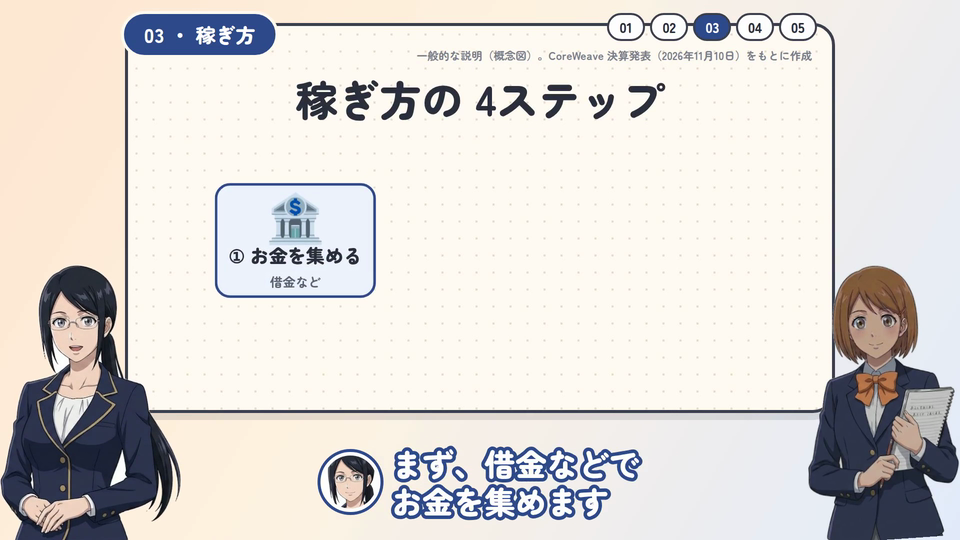 03 ・ 稼ぎ方
01 02 03 04 05
一般的な説明（概念図）。CoreWeave 決算発表（2026年11月10日）をもとに作成
稼ぎ方の 4ステップ
$
① お金を集める
借金など
まず、借金などで
お金を集めます